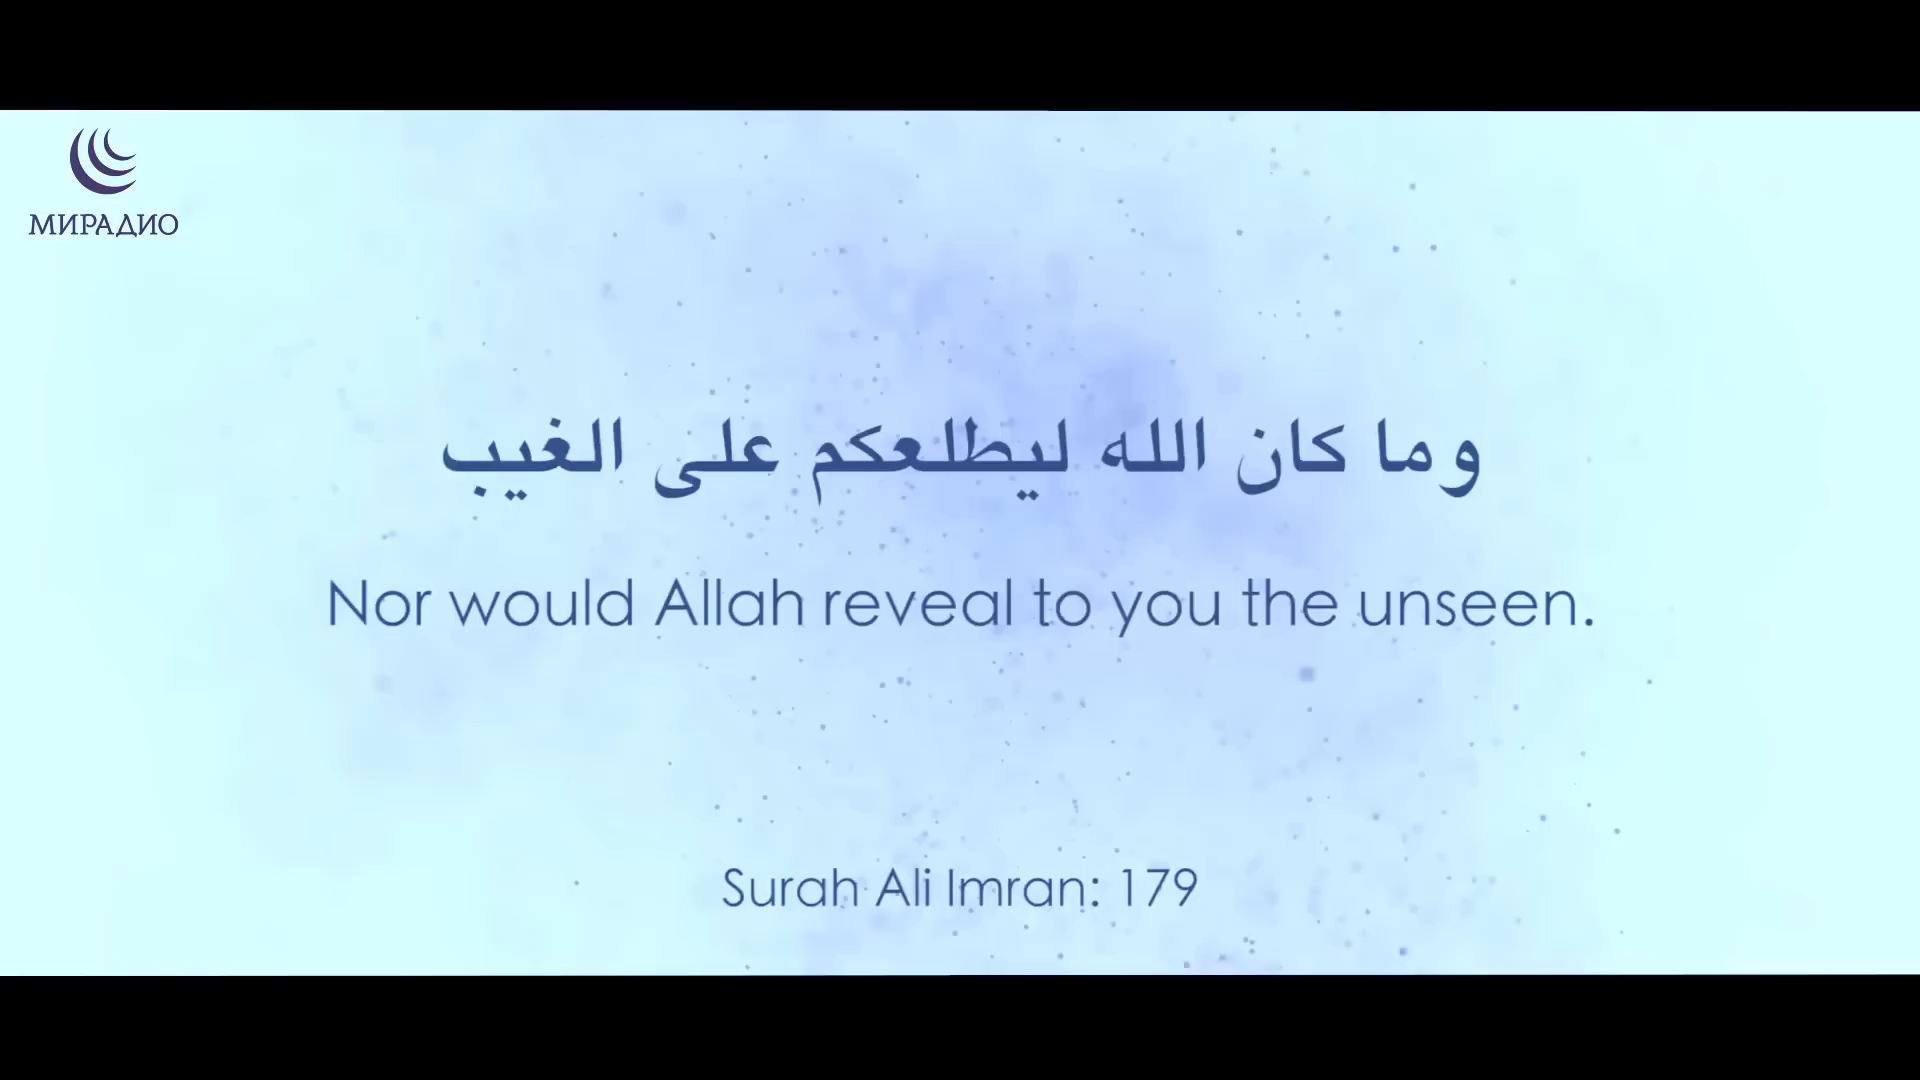 МИРАДИО
وما كان الله ليطلعكم على الغيب
Nor would Allah reveal to you the unseen.
Surah Ali Imran: 179